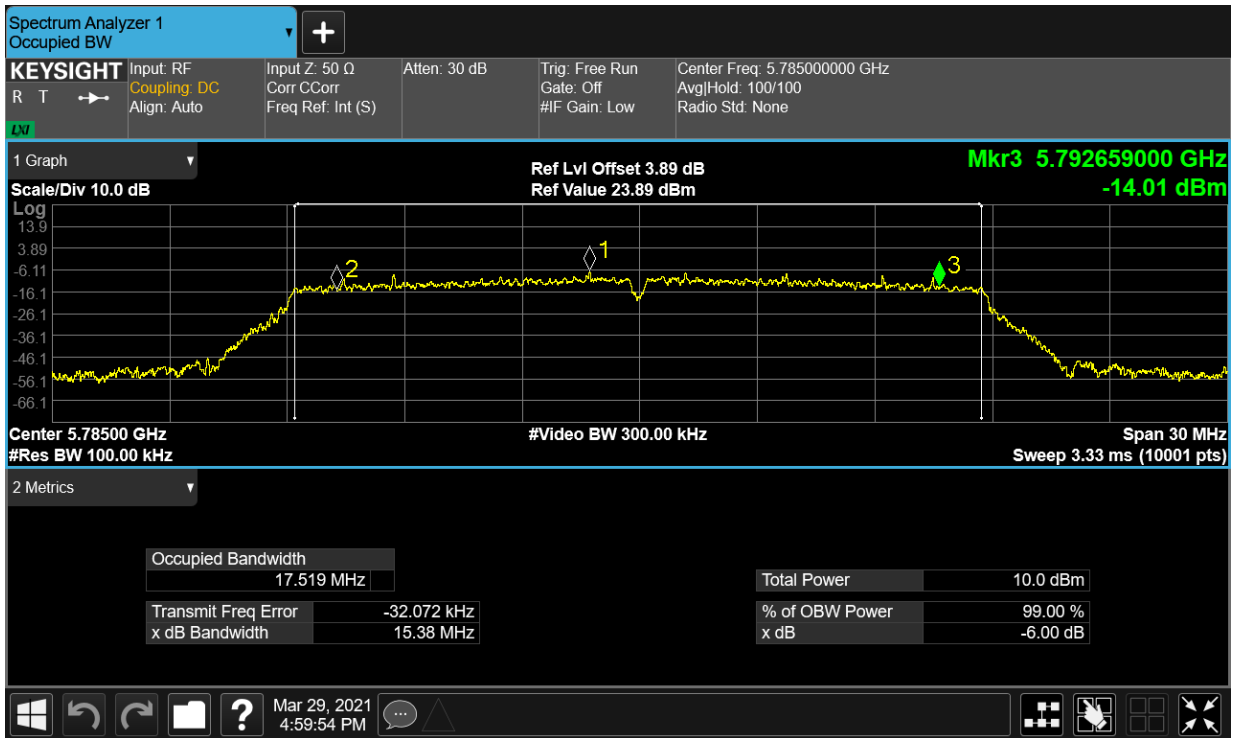 Spectrum Analyzer 1
Occupied BW
KEYSIGHT
R T
LXI
Input: RF
Coupling: DC
Align: Auto
Input Z: 50 Ω
Corr CCorr
Freq Ref: Int (S)
Atten: 30 dB
Trig: Free Run
Gate: Off
#IF Gain: Low
Center Freq: 5.785000000 GHz
Avg|Hold: 100/100
Radio Std: None
1 Graph
Ref Lvl Offset 3.89 dB
Mkr3 5.792659000 GHz
Scale/Div 10.0 dB
Ref Value 23.89 dBm
-14.01 dBm
Log
13.9
3.89
-6.11
-16.1
-26.1
-36.1
-46.1
-56.1
-66.1
2
1
3
Center 5.78500 GHz
#Video BW 300.00 kHz
Span 30 MHz
#Res BW 100.00 kHz
Sweep 3.33 ms (10001 pts)
2 Metrics
Occupied Bandwidth
17.519 MHz
Total Power 10.0 dBm
Transmit Freq Error -32.072 kHz
% of OBW Power 99.00 %
x dB Bandwidth 15.38 MHz
x dB -6.00 dB
?
Mar 29, 2021
4:59:54 PM